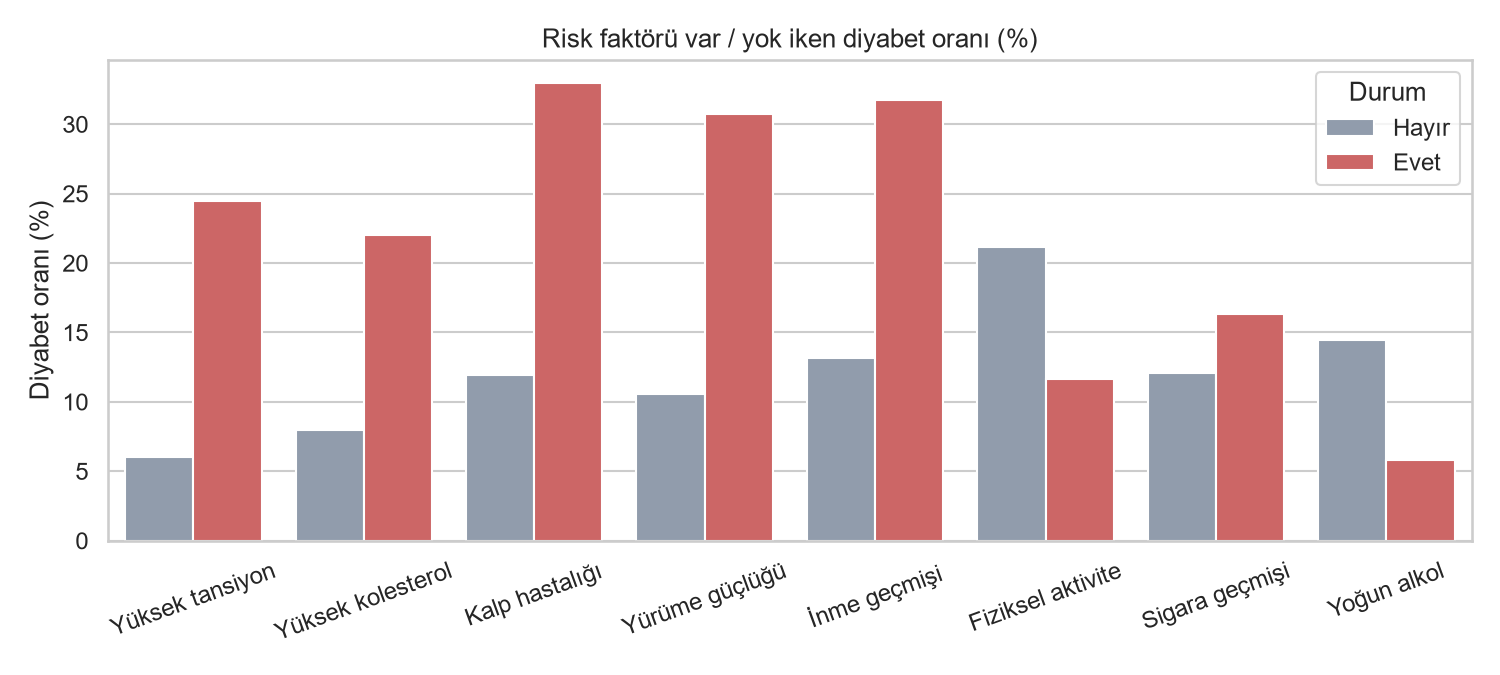 Risk faktörü var / yok iken diyabet oranı (%)
Diyabet oranı (%)
30
25
20
15
10
5
0
Durum
Hayır
Evet
Yüksek tansiyon
Yüksek kolesterol
Kalp hastalığı
Yürüme güçlüğü
İnme geçmişi
Fiziksel aktivite
Sigara geçmişi
Yoğun alkol